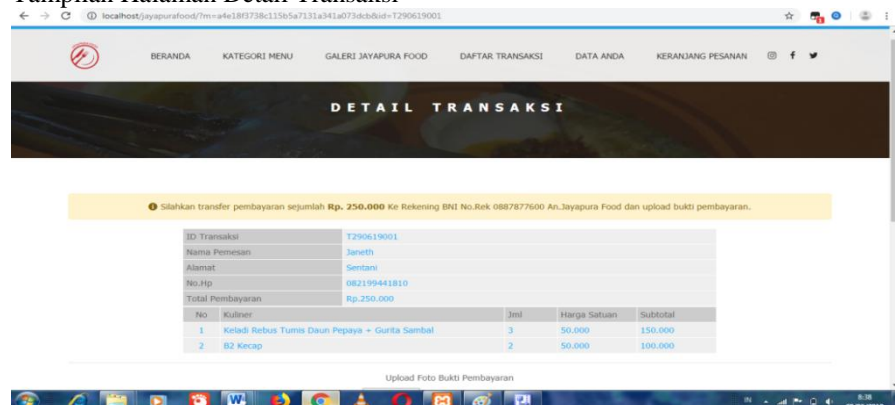 Tampilan Halaman Detail Transaksi
localhost/jayapurafood/?m=a4e18f3738c115b5a7131a341a073dcb&id=T290619001
BERANDA KATEGORI MENU GALERI JAYAPURA FOOD DAFTAR TRANSAKSI DATA ANDA KERANJANG PESANAN
DETAIL TRANSAKSI
Silahkan transfer pembayaran sejumlah Rp. 250.000 Ke Rekening BNI No.Rek 0887877600 An.Jayapura Food dan upload bukti pembayaran.
ID Transaksi T290619001
Nama Pemesan Janeth
Alamat Sentani
No.Hp 082199441810
Total Pembayaran Rp.250.000
No Kuliner Jml Harga Satuan Subtotal
1 Keladi Rebus Tumis Daun Pepaya + Gurita Sambal 3 50.000 150.000
2 B2 Kecap 2 50.000 100.000
Upload Foto Bukti Pembayaran
IN 8:38